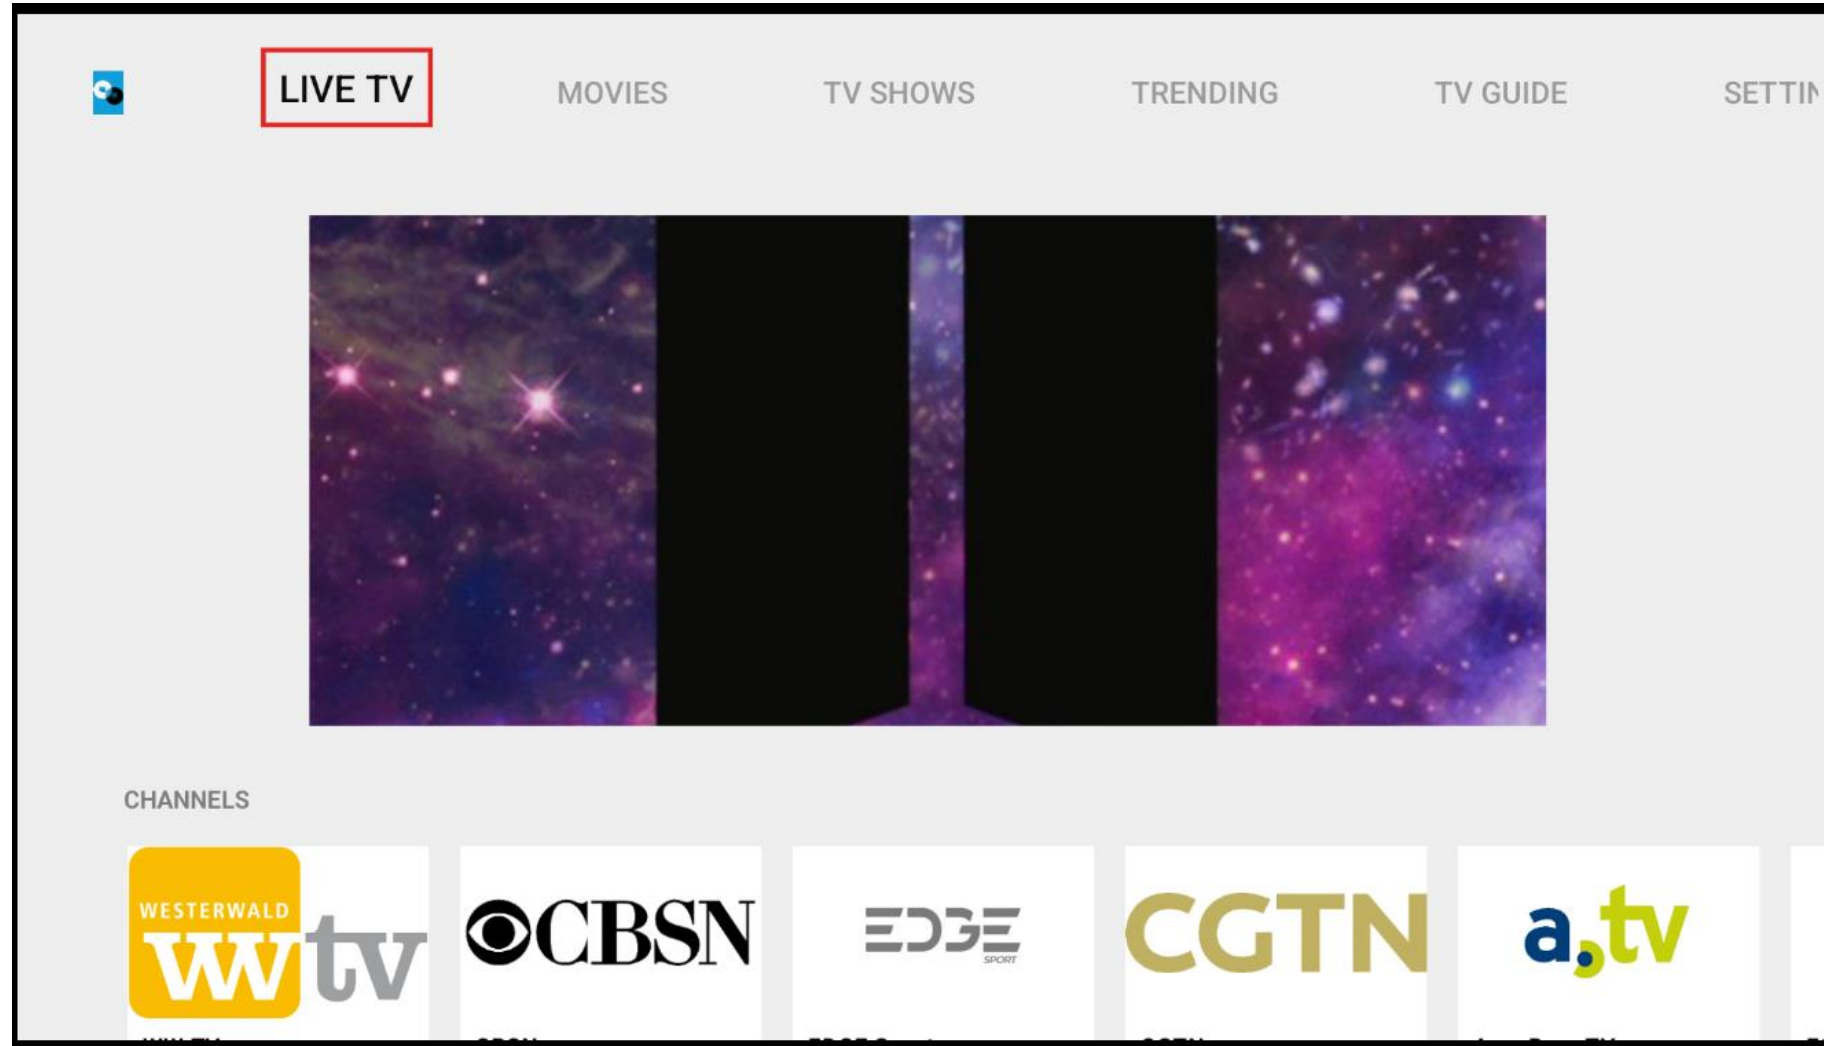 LIVE TV
MOVIES
TV SHOWS
TRENDING
TV GUIDE
CHANNELS
WESTERWALD
WW tv
CBSN
EDGE
SPORT
CGTN
a.tv